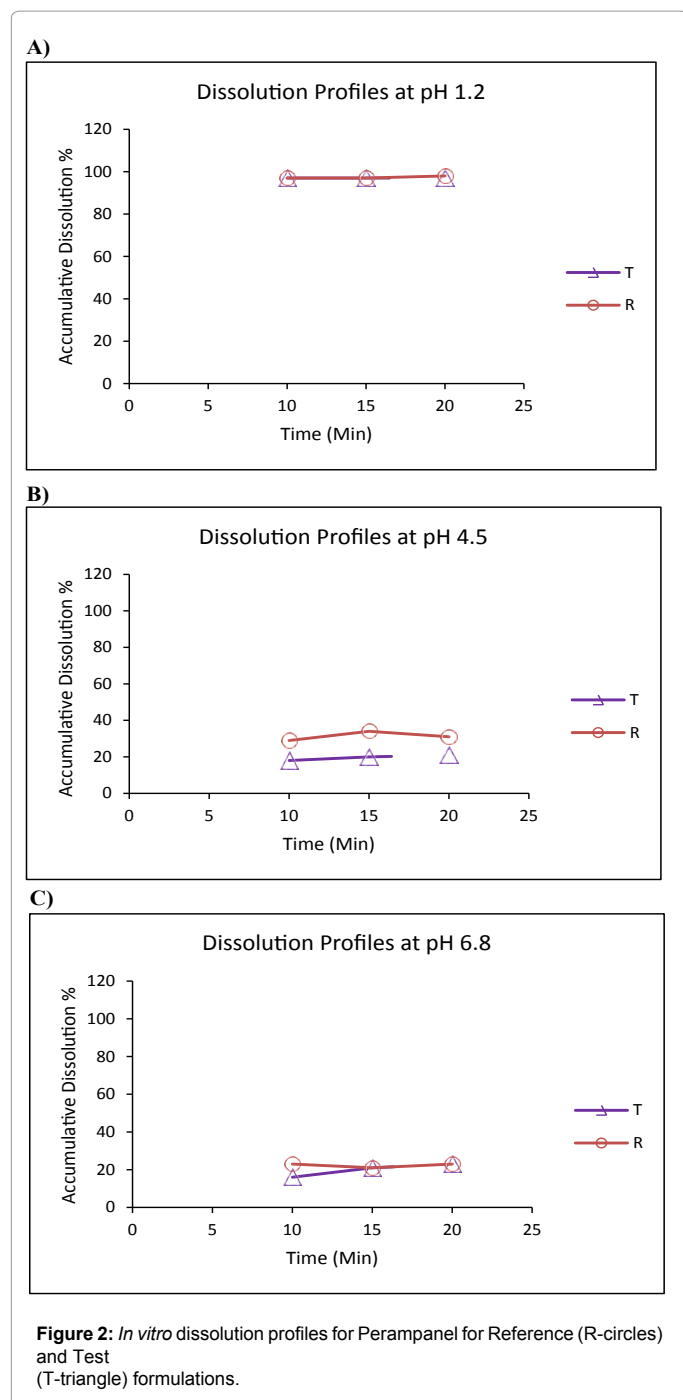 A)
Dissolution Profiles at pH 1.2
Accumulative Dissolution %
120
100
80
60
40
20
0
0 5 10 15 20 25
Time (Min)
T
R
B)
Dissolution Profiles at pH 4.5
Accumulative Dissolution %
120
100
80
60
40
20
0
0 5 10 15 20 25
Time (Min)
T
R
C)
Dissolution Profiles at pH 6.8
Accumulative Dissolution %
120
100
80
60
40
20
0
0 5 10 15 20 25
Time (Min)
T
R
Figure 2: In vitro dissolution profiles for Perampanel for Reference (R-circles)
and Test
(T-triangle) formulations.